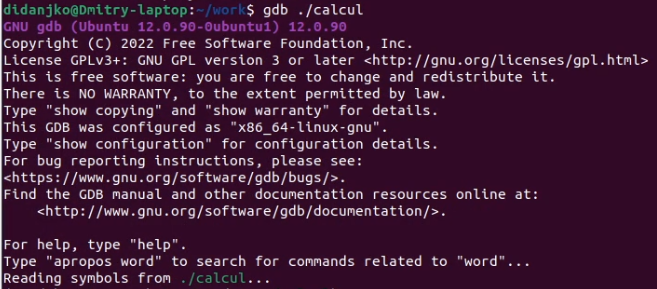 didanjko@Dmitry-laptop:~/work$ gdb ./calcul
GNU gdb (Ubuntu 12.0.90-0ubuntu1) 12.0.90
Copyright (C) 2022 Free Software Foundation, Inc.
License GPLv3+: GNU GPL version 3 or later <http://gnu.org/licenses/gpl.html>
This is free software: you are free to change and redistribute it.
There is NO WARRANTY, to the extent permitted by law.
Type "show copying" and "show warranty" for details.
This GDB was configured as "x86_64-linux-gnu".
Type "show configuration" for configuration details.
For bug reporting instructions, please see:
<https://www.gnu.org/software/gdb/bugs/>.
Find the GDB manual and other documentation resources online at:
    <http://www.gnu.org/software/gdb/documentation/>.

For help, type "help".
Type "apropos word" to search for commands related to "word"...
Reading symbols from ./calcul...